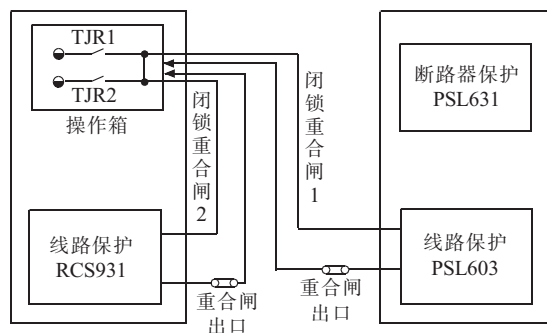 TJR1
TJR2
操作箱
闭锁重合闸2
闭锁重合闸1
断路器保护
PSL631
线路保护
RCS931
线路保护
PSL603
重合闸
出口
重合闸
出口